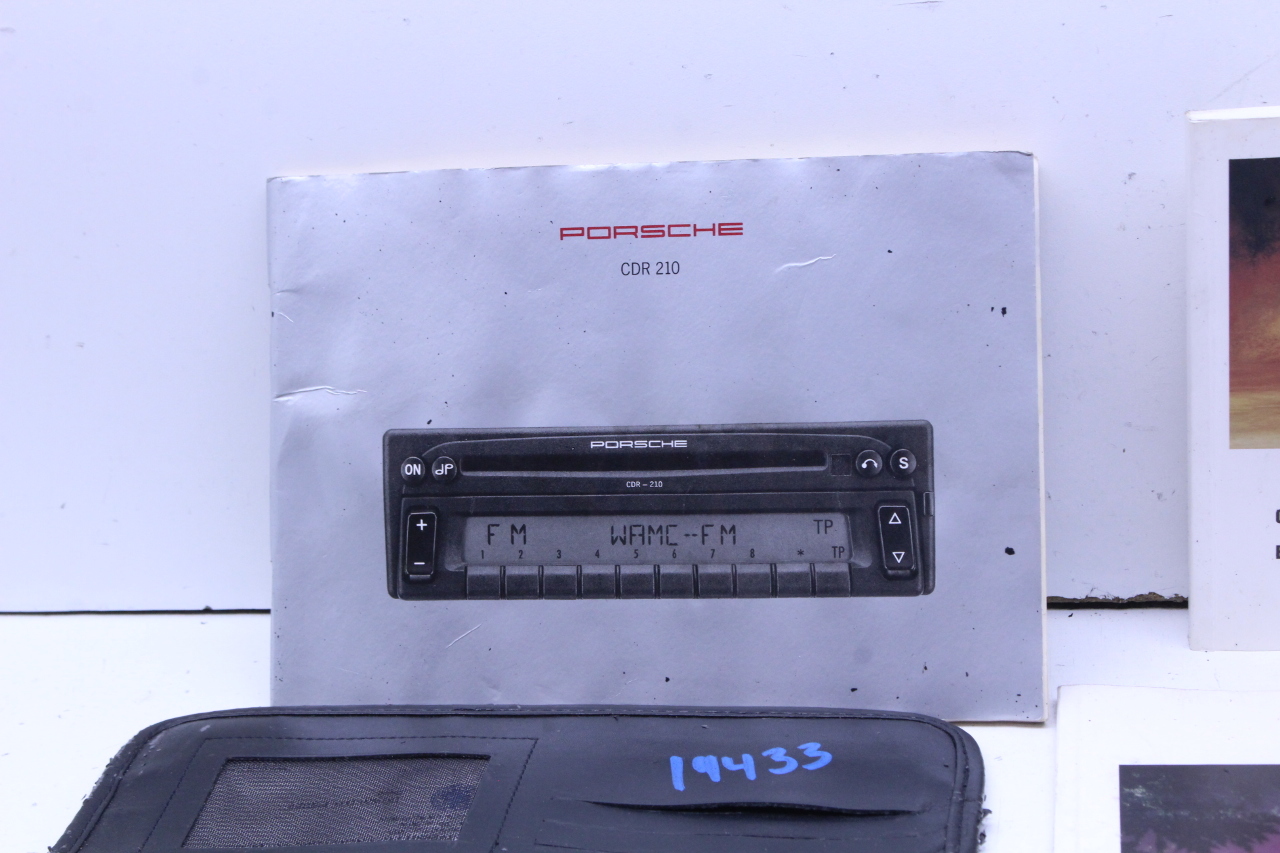 PORSCHE
CDR 210
PORSCHE
ON
S
CDR - 210
+
-
FM WAMC--FM TP
1 2 3 4 5 6 7 8 * TP
19433